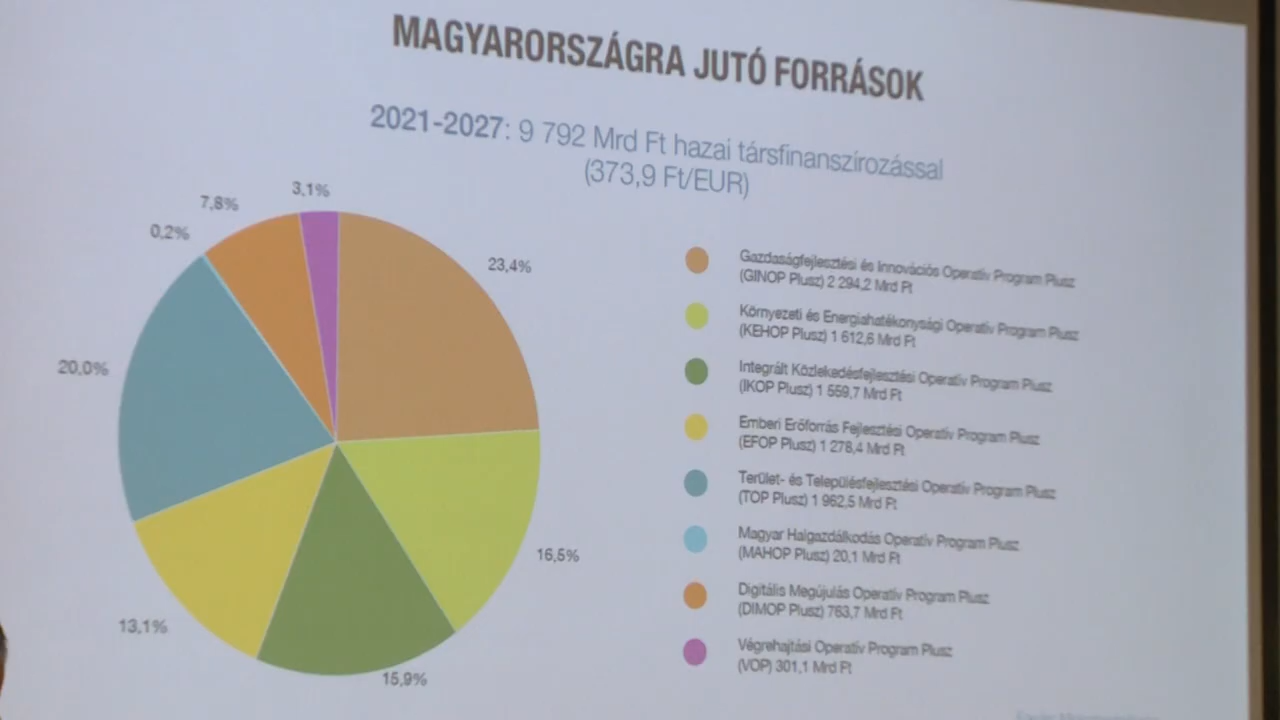 MAGYARORSZÁGRA JUTÓ FORRÁSOK
2021-2027: 9 792 Mrd Ft hazai társfinanszírozással
(373,9 Ft/EUR)
3,1%
7,8%
0,2%
23,4%
20,0%
16,5%
13,1%
15,9%
Gazdaságfejlesztési és Innovációs Operatív Program Plusz
(GINOP Plusz) 2 294,2 Mrd Ft
Környezeti és Energiahatékonysági Operatív Program Plusz
(KEHOP Plusz) 1 612,6 Mrd Ft
Integrált Közlekedésfejlesztési Operatív Program Plusz
(IKOP Plusz) 1 559,7 Mrd Ft
Emberi Erőforrás Fejlesztési Operatív Program Plusz
(EFOP Plusz) 1 278,4 Mrd Ft
Terület- és Településfejlesztési Operatív Program Plusz
(TOP Plusz) 1 962,5 Mrd Ft
Magyar Halgazdálkodás Operatív Program Plusz
(MAHOP Plusz) 20,1 Mrd Ft
Digitális Megújulás Operatív Program Plusz
(DIMOP Plusz) 763,7 Mrd Ft
Végrehajtási Operatív Program Plusz
(VOP) 301,1 Mrd Ft